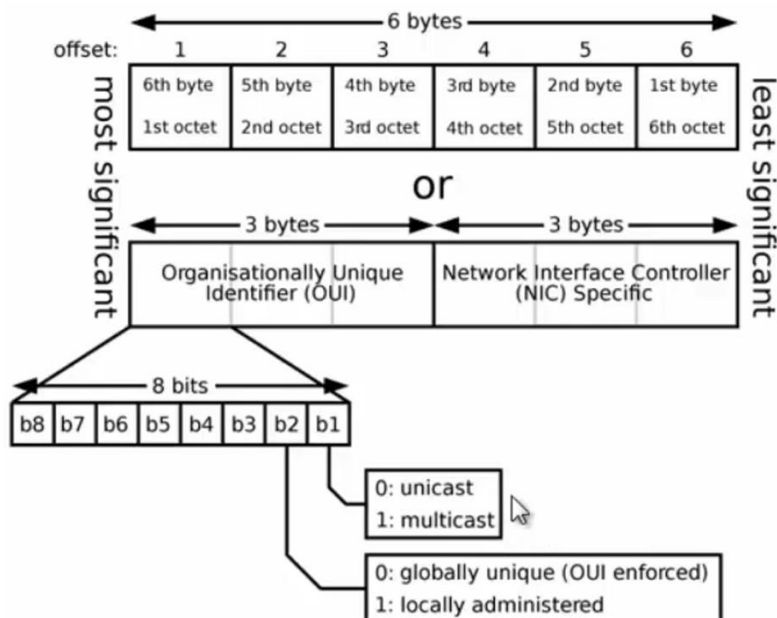 6 bytes
offset: 1 2 3 4 5 6
most significant
6th byte 5th byte 4th byte 3rd byte 2nd byte 1st byte
1st octet 2nd octet 3rd octet 4th octet 5th octet 6th octet
least significant
or
3 bytes 3 bytes
Organisationally Unique
Identifier (OUI)
Network Interface Controller
(NIC) Specific
8 bits
b8 b7 b6 b5 b4 b3 b2 b1
0: unicast
1: multicast
0: globally unique (OUI enforced)
1: locally administered